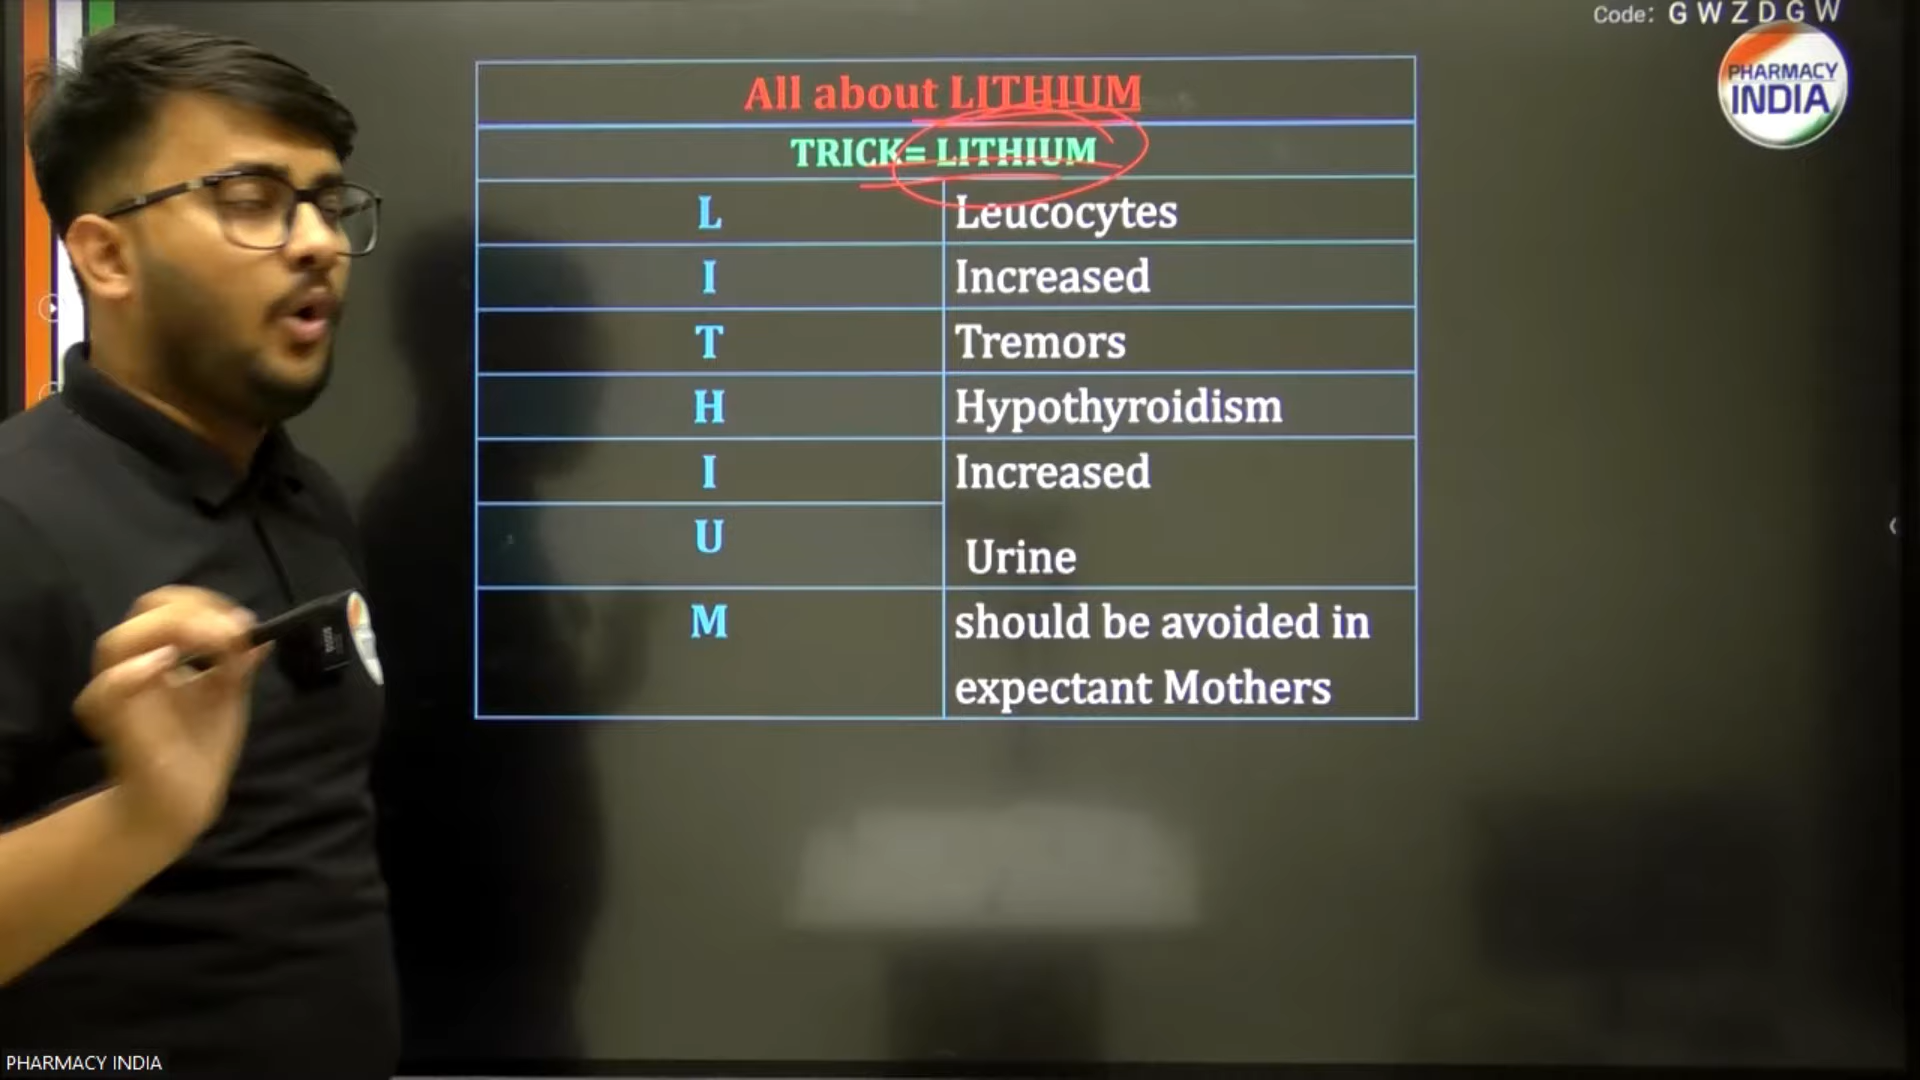 Code: GWZDGW
PHARMACY
INDIA
All about LITHIUM
TRICK= LITHIUM
L Leucocytes
I Increased
T Tremors
H Hypothyroidism
I Increased
U Urine
M should be avoided in
expectant Mothers
PHARMACY INDIA